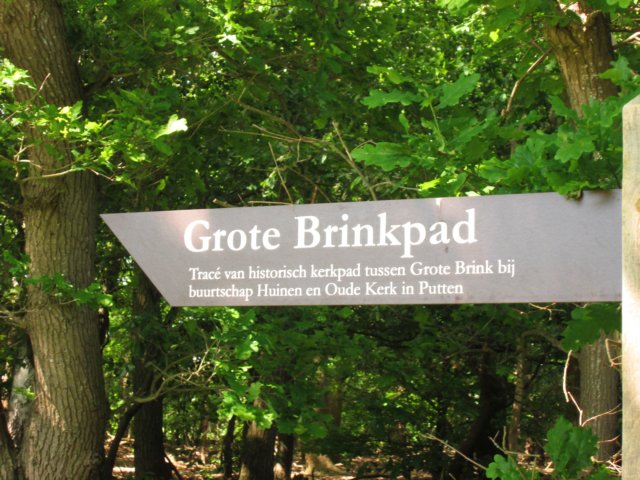 Grote Brinkpad
Tracé van historisch kerkpad tussen Grote Brink bij
buurtschap Huinen en Oude Kerk in Putten